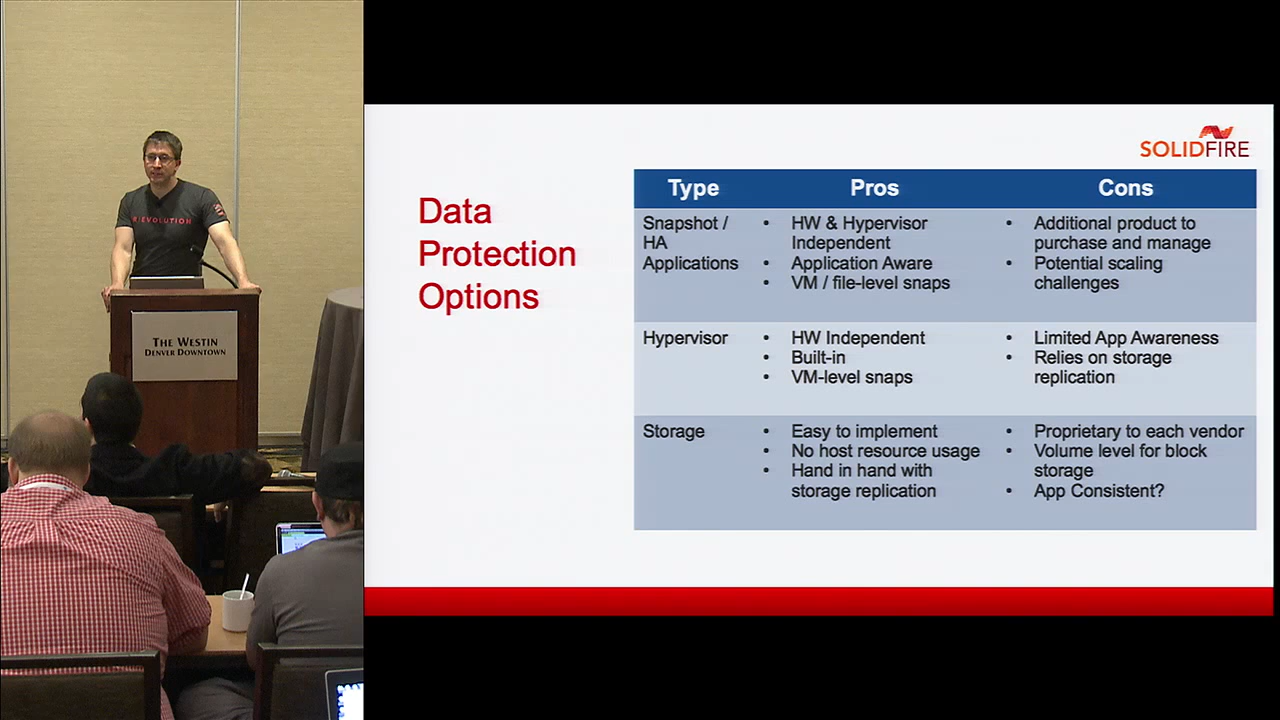 (R)EVOLUTION
THE WESTIN
DENVER DOWNTOWN
SOLIDFIRE
Data
Protection
Options
Type
Pros
Cons
Snapshot /
HA
Applications
• HW & Hypervisor
Independent
• Application Aware
• VM / file-level snaps
• Additional product to
purchase and manage
• Potential scaling
challenges
Hypervisor
• HW Independent
• Built-in
• VM-level snaps
• Limited App Awareness
• Relies on storage
replication
Storage
• Easy to implement
• No host resource usage
• Hand in hand with
storage replication
• Proprietary to each vendor
• Volume level for block
storage
• App Consistent?